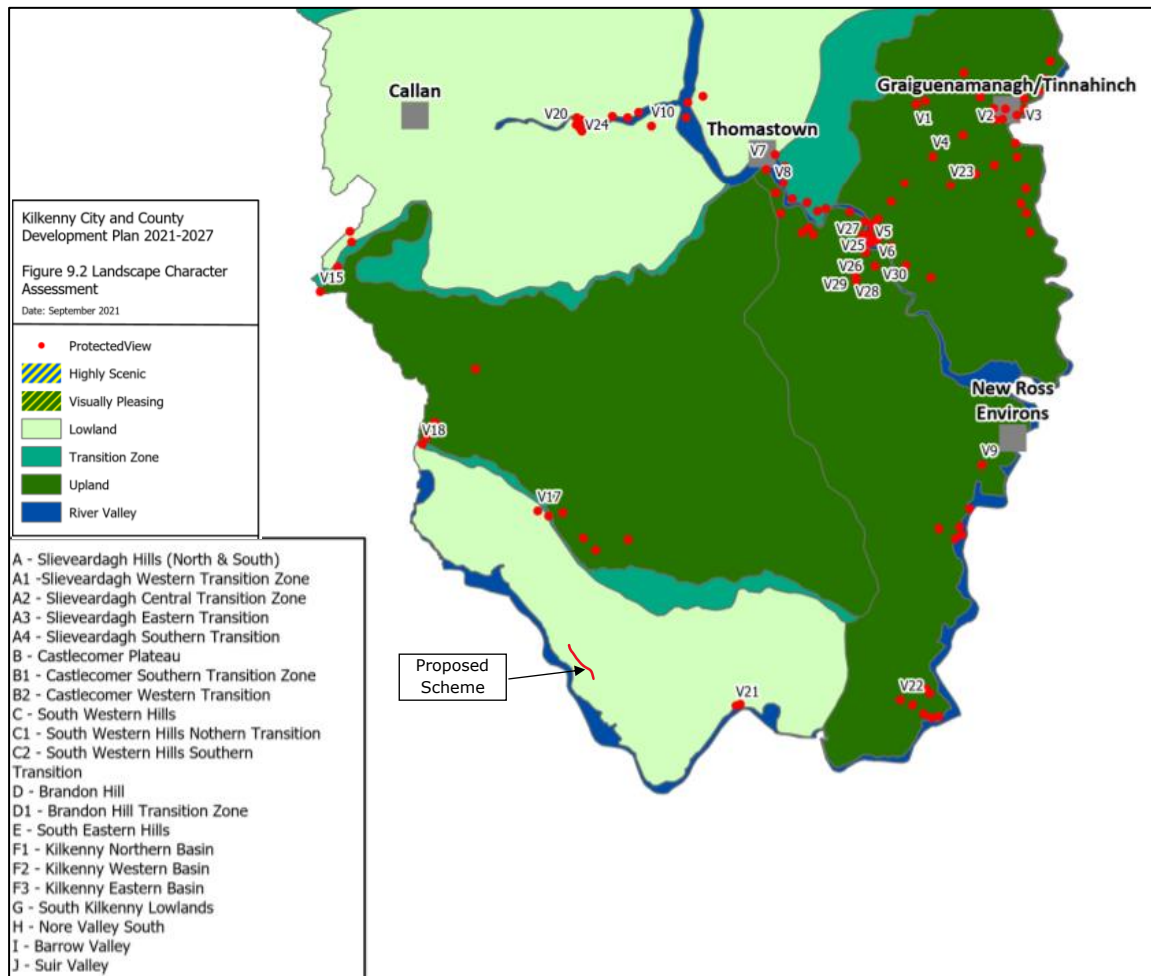 Kilkenny City and County
Development Plan 2021-2027
Figure 9.2 Landscape Character
Assessment
Date: September 2021
ProtectedView
Highly Scenic
Visually Pleasing
Lowland
Transition Zone
Upland
River Valley
A - Slieveardagh Hills (North & South)
A1 -Slieveardagh Western Transition Zone
A2 - Slieveardagh Central Transition Zone
A3 - Slieveardagh Eastern Transition
A4 - Slieveardagh Southern Transition
B - Castlecomer Plateau
B1 - Castlecomer Southern Transition Zone
B2 - Castlecomer Western Transition
C - South Western Hills
C1 - South Western Hills Nothern Transition
C2 - South Western Hills Southern
Transition
D - Brandon Hill
D1 - Brandon Hill Transition Zone
E - South Eastern Hills
F1 - Kilkenny Northern Basin
F2 - Kilkenny Western Basin
F3 - Kilkenny Eastern Basin
G - South Kilkenny Lowlands
H - Nore Valley South
I - Barrow Valley
J - Suir Valley
Callan
Graiguenamanagh/Tinnahinch
Thomastown
New Ross
Environs
V20
V24
V10
V1
V2
V3
V4
V7
V8
V23
V27
V5
V25
V6
V26
V30
V29
V28
V15
V18
V9
V17
V22
V21
Proposed
Scheme